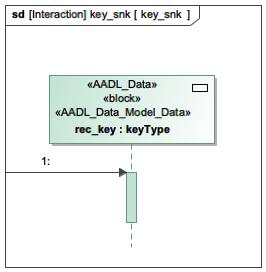 sd [Interaction] key_snk [ key_snk ]
«AADL_Data»
«block»
«AADL_Data_Model_Data»
rec_key : keyType
1: